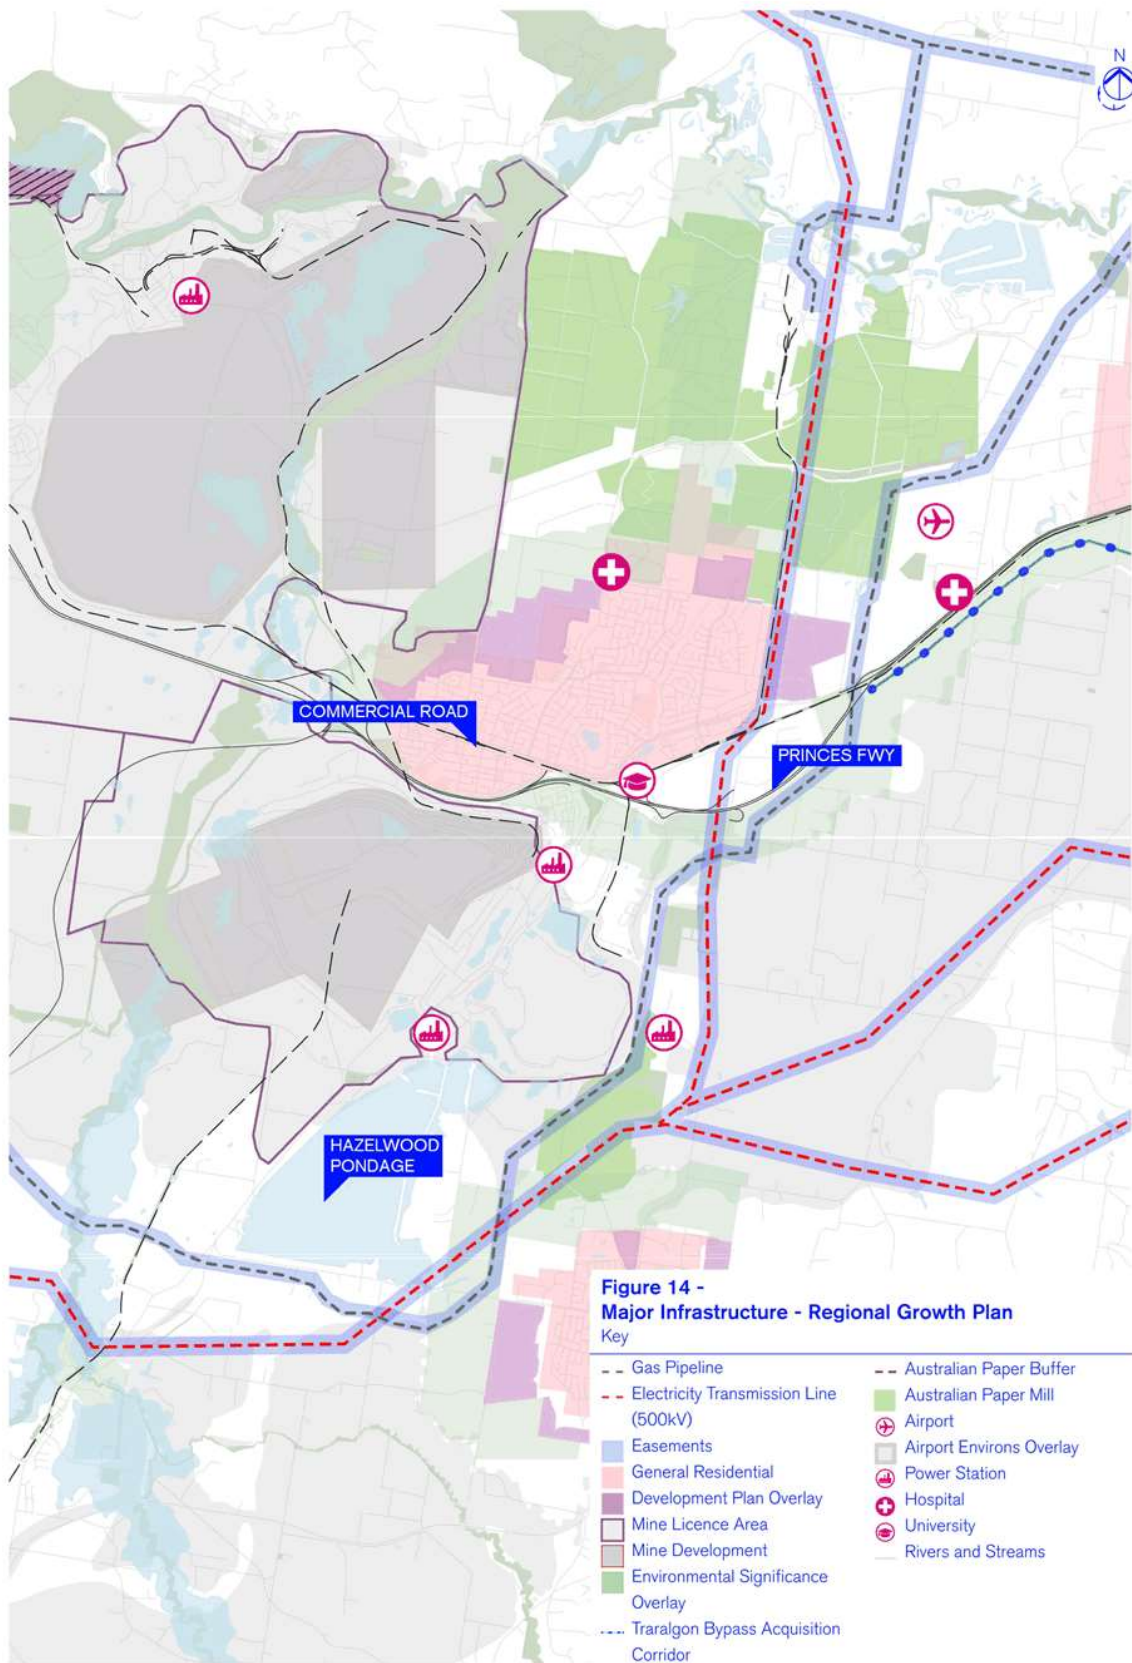 N
COMMERCIAL ROAD
PRINCES FWY
HAZELWOOD
PONDAGE
Figure 14 -
Major Infrastructure - Regional Growth Plan
Key
Gas Pipeline
Electricity Transmission Line
(500kV)
Easements
General Residential
Development Plan Overlay
Mine Licence Area
Mine Development
Environmental Significance
Overlay
Traralgon Bypass Acquisition
Corridor
Australian Paper Buffer
Australian Paper Mill
Airport
Airport Environs Overlay
Power Station
Hospital
University
Rivers and Streams